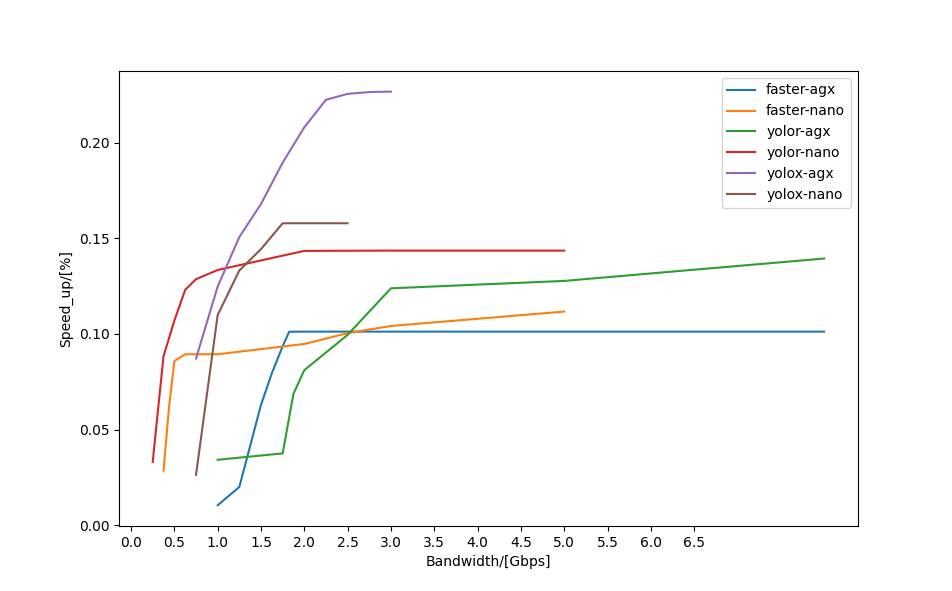 faster-agx
faster-nano
yolor-agx
yolor-nano
yolox-agx
yolox-nano
0.20
0.15
0.10
0.05
0.00
Speed_up/[%]
0.0 0.5 1.0 1.5 2.0 2.5 3.0 3.5 4.0 4.5 5.0 5.5 6.0 6.5
Bandwidth/[Gbps]